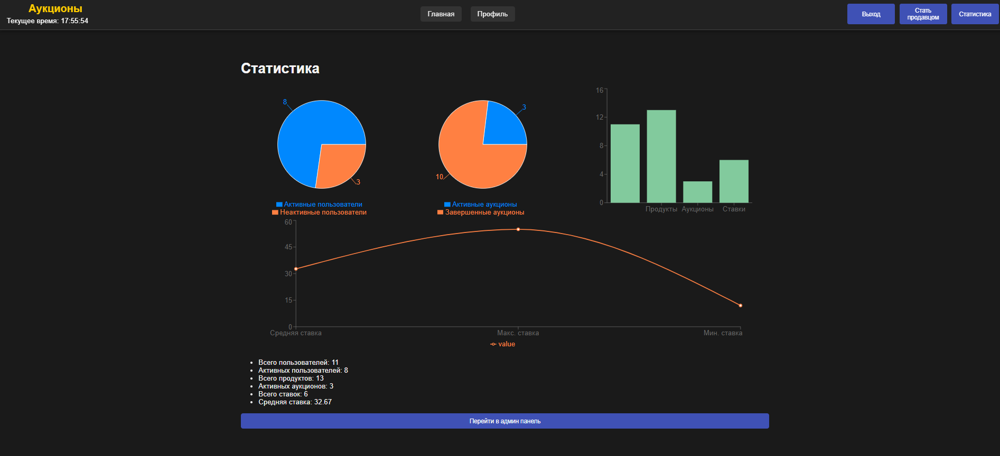 Аукционы
Текущее время: 17:55:54
Главная
Профиль
Выход
Стать
продавцом
Статистика
Статистика
8
3
Активные пользователи
Неактивные пользователи
3
10
Активные аукционы
Завершенные аукционы
16
12
8
4
0
Продукты
Аукционы
Ставки
60
45
30
15
0
Средняя ставка
Макс. ставка
Мин. ставка
value
Всего пользователей: 11
Активных пользователей: 8
Всего продуктов: 13
Активных аукционов: 3
Всего ставок: 6
Средняя ставка: 32.67
Перейти в админ панель